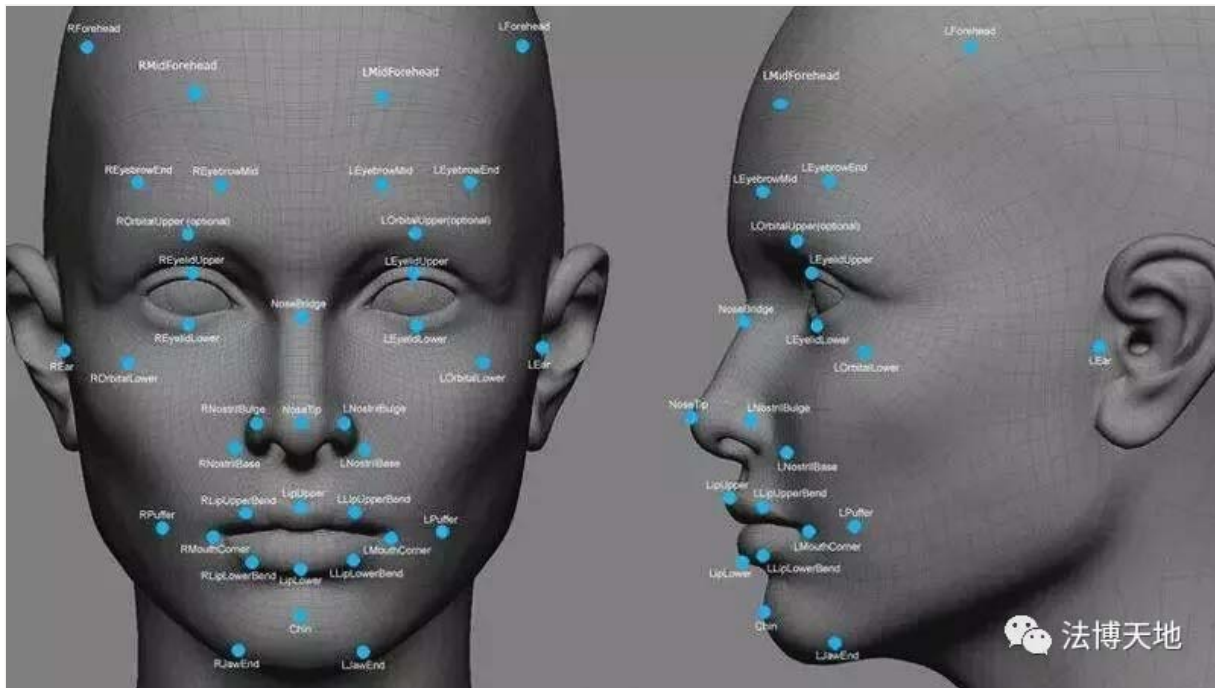 RForehead
LForehead
RMidForehead
LMidForehead
REyebrowEnd
REyebrowMid
LEyebrowMid
LEyebrowEnd
ROrbitalUpper (optional)
LOrbitalUpper(optional)
REyelidUpper
LEyelidUpper
NoseBridge
REyelidLower
LEyelidLower
REar
ROrbitalLower
LOrbitalLower
LEar
RNostrilBulge
NoseTip
LNostrilBulge
RNostrilBase
LNostrilBase
RLipUpperBend
LipUpper
LLipUpperBend
RPuffer
LPuffer
RMouthCorner
LMouthCorner
RLipLowerBend
LipLower
LLipLowerBend
Chin
RJawEnd
LJawEnd
LForehead
LMidForehead
LEyebrowEnd
LEyebrowMid
LOrbitalUpper(optional)
LEyelidUpper
NoseBridge
LEyelidLower
LOrbitalLower
LEar
NoseTip
LNostrilBulge
LNostrilBase
LipUpper
LLipUpperBend
LPuffer
LMouthCorner
LipLower
LLipLowerBend
Chin
LJawEnd
法博天地